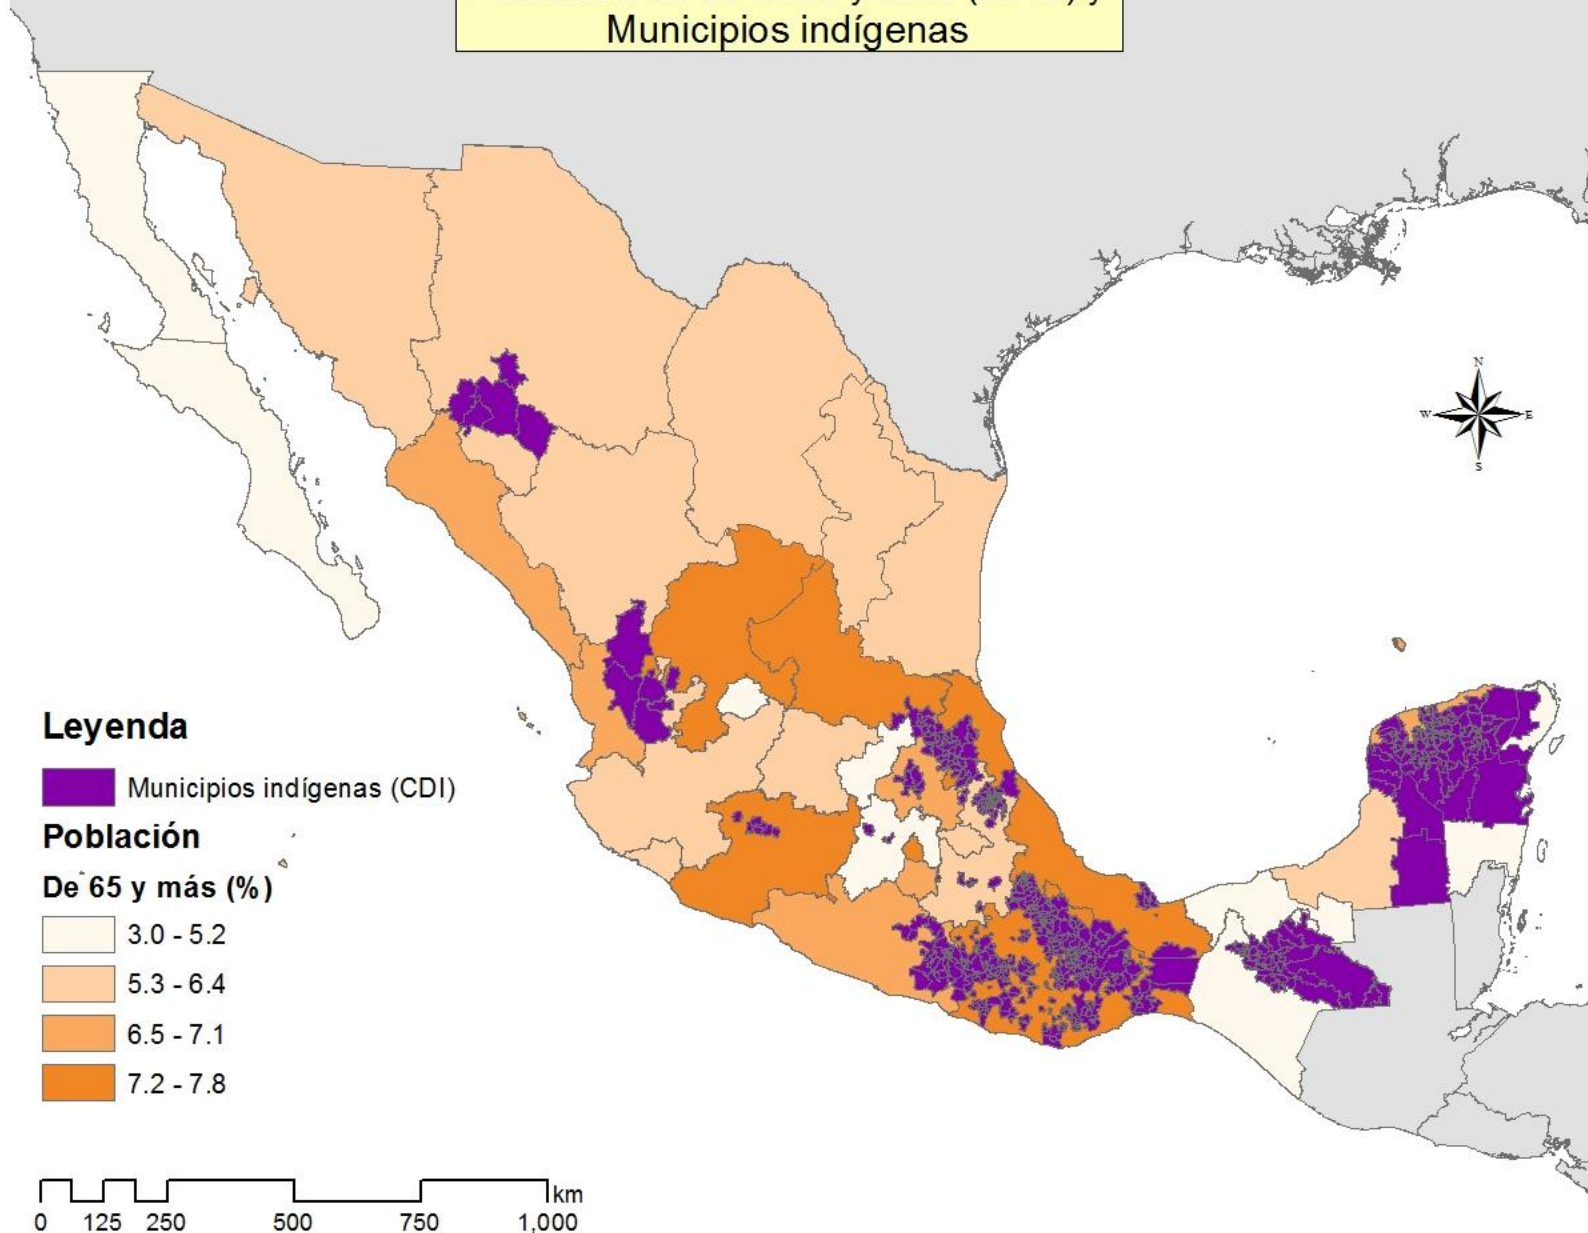 Municipios indígenas
N
W
E
S
Leyenda
Municipios indígenas (CDI)
Población
De 65 y más (%)
3.0 - 5.2
5.3 - 6.4
6.5 - 7.1
7.2 - 7.8
km
0 125 250 500 750 1,000